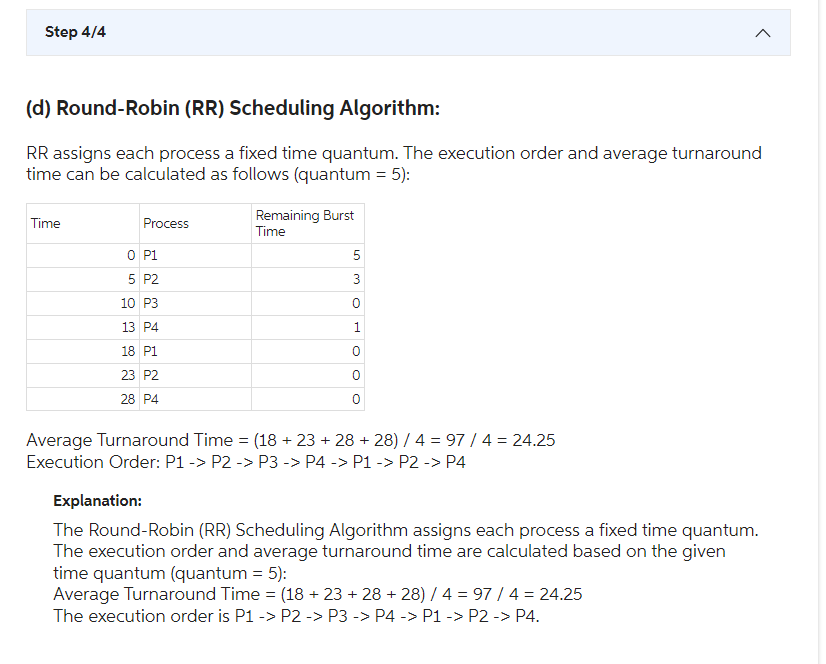 Step 4/4
(d) Round-Robin (RR) Scheduling Algorithm:
RR assigns each process a fixed time quantum. The execution order and average turnaround
time can be calculated as follows (quantum = 5):
Time Process Remaining Burst Time
0 P1 5
5 P2 3
10 P3 0
13 P4 1
18 P1 0
23 P2 0
28 P4 0
Average Turnaround Time = (18 + 23 + 28 + 28) / 4 = 97 / 4 = 24.25
Execution Order: P1 -> P2 -> P3 -> P4 -> P1 -> P2 -> P4
Explanation:
The Round-Robin (RR) Scheduling Algorithm assigns each process a fixed time quantum.
The execution order and average turnaround time are calculated based on the given
time quantum (quantum = 5):
Average Turnaround Time = (18 + 23 + 28 + 28) / 4 = 97 / 4 = 24.25
The execution order is P1 -> P2 -> P3 -> P4 -> P1 -> P2 -> P4.